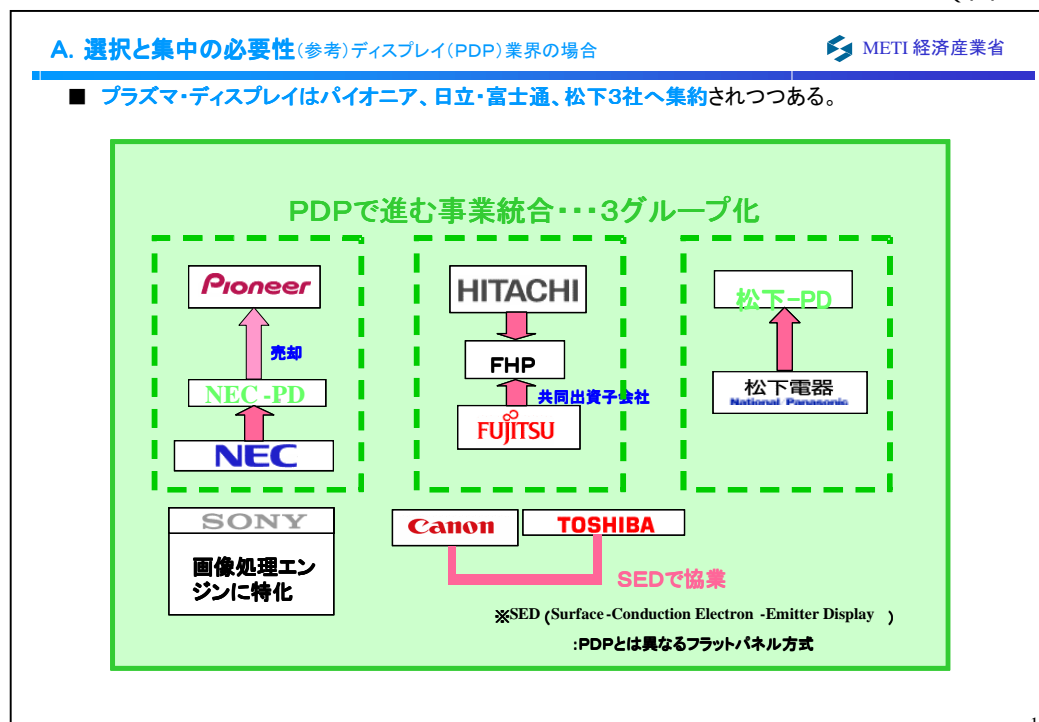 A. 選択と集中の必要性(参考)ディスプレイ(PDP)業界の場合
METI 経済産業省
■ プラズマ・ディスプレイはパイオニア、日立・富士通、松下3社へ集約されつつある。
PDPで進む事業統合・・・3グループ化
Pioneer
売却
NEC-PD
NEC
HITACHI
FHP
共同出資子会社
FUJITSU
松下-PD
松下電器
National Panasonic
SONY
画像処理エン
ジンに特化
Canon
TOSHIBA
SEDで協業
※SED (Surface-Conduction Electron -Emitter Display )
:PDPとは異なるフラットパネル方式